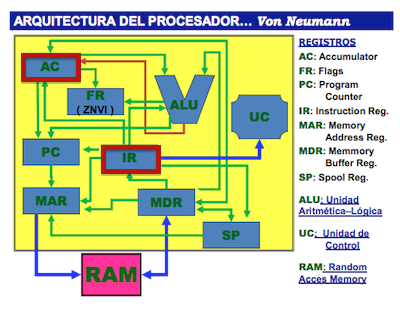 ARQUITECTURA DEL PROCESADOR... Von Neumann
AC
FR
( ZNVI )
ALU
UC
PC
IR
MAR
MDR
SP
RAM
REGISTROS
AC: Accumulator
FR: Flags
PC: Program
Counter
IR: Instruction Reg.
MAR: Memory
Address Reg.
MDR: Memmory
Buffer Reg.
SP: Spool Reg.
ALU: Unidad
Aritmética–Lógica
UC: Unidad de
Control
RAM: Random
Acces Memory